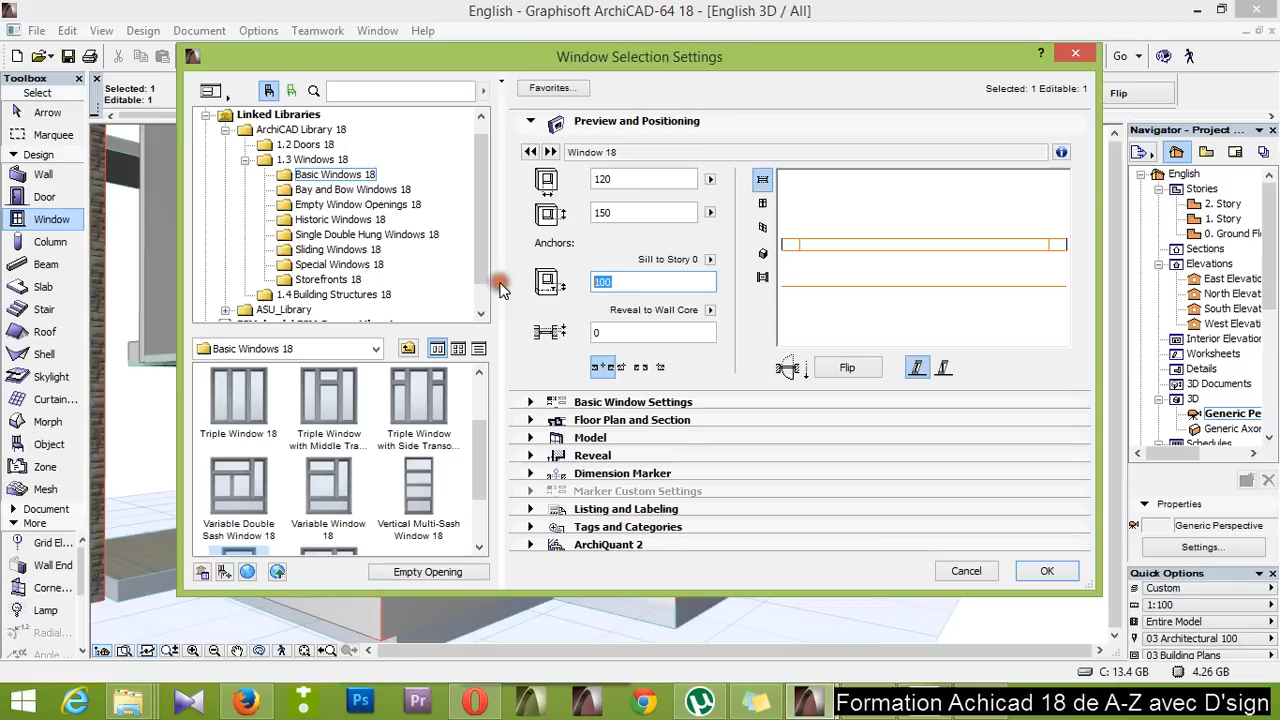 English - Graphisoft ArchiCAD-64 18 - [English 3D / All]
File Edit View Design Document Options Teamwork Window Help
Window Selection Settings
Go
Toolbox
Select
Arrow
Marquee
Design
Wall
Door
Window
Column
Beam
Slab
Stair
Roof
Shell
Skylight
Curtain...
Morph
Object
Zone
Mesh
Document
More
Grid El...
Wall End
Corne...
Lamp
Radial...
Angle
Selected: 1
Editable: 1
Linked Libraries
ArchiCAD Library 18
1.2 Doors 18
1.3 Windows 18
Basic Windows 18
Bay and Bow Windows 18
Empty Window Openings 18
Historic Windows 18
Single Double Hung Windows 18
Sliding Windows 18
Special Windows 18
Storefronts 18
1.4 Building Structures 18
ASU_Library
Basic Windows 18
Triple Window 18
Triple Window with Middle Tra...
Triple Window with Side Transo...
Variable Double Sash Window 18
Variable Window 18
Vertical Multi-Sash Window 18
Empty Opening
Favorites...
Selected: 1 Editable: 1
Preview and Positioning
Window 18
120
150
Anchors:
Sill to Story 0
100
Reveal to Wall Core
0
Flip
Basic Window Settings
Floor Plan and Section
Model
Reveal
Dimension Marker
Marker Custom Settings
Listing and Labeling
Tags and Categories
ArchiQuant 2
Cancel
OK
Flip
Navigator - Project ...
English
Stories
2. Story
1. Story
0. Ground Fl
Sections
Elevations
East Elevation
North Elevat
South Elevat
West Elevati
Interior Elevation
Worksheets
Details
3D Documents
3D
Generic Pe
Generic Axor
Schedules
Properties
Generic Perspective
Settings...
Quick Options
Custom
1:100
Entire Model
03 Architectural 100
03 Building Plans
C: 13.4 GB
4.26 GB
Ps
Pr
Formation Achicad 18 de A-Z avec D'sign